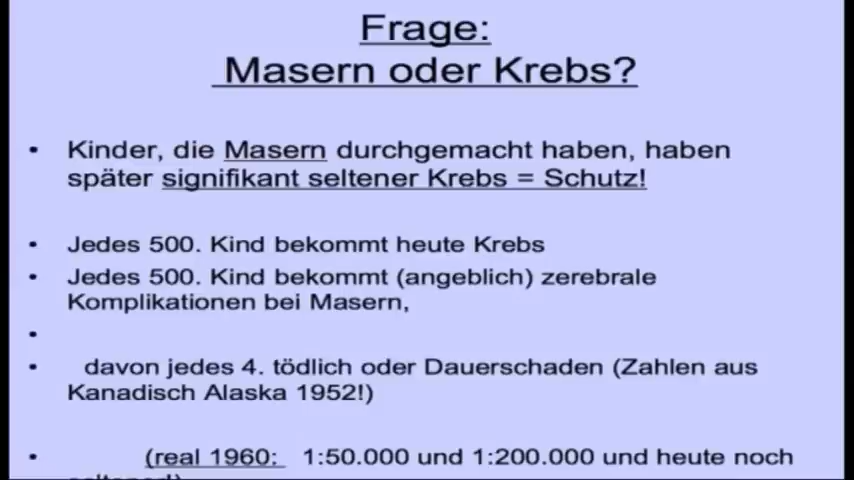 Frage:
Masern oder Krebs?
• Kinder, die Masern durchgemacht haben, haben
später signifikant seltener Krebs = Schutz!
• Jedes 500. Kind bekommt heute Krebs
• Jedes 500. Kind bekommt (angeblich) zerebrale
Komplikationen bei Masern,
•
• davon jedes 4. tödlich oder Dauerschaden (Zahlen aus
Kanadisch Alaska 1952!)
• (real 1960: 1:50.000 und 1:200.000 und heute noch